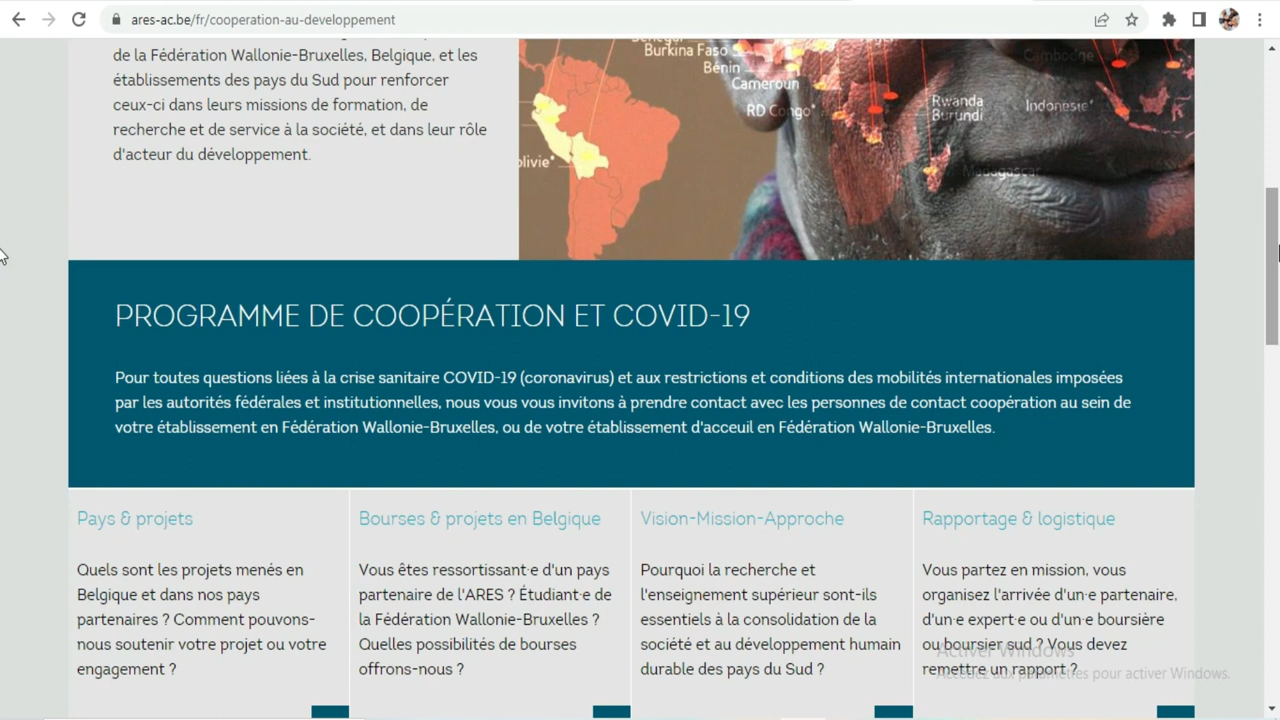 ares-ac.be/fr/cooperation-au-developpement
de la Fédération Wallonie-Bruxelles, Belgique, et les
établissements des pays du Sud pour renforcer
ceux-ci dans leurs missions de formation, de
recherche et de service à la société, et dans leur rôle
d'acteur du développement.
Burkina Faso
Bénin
Cameroun
RD Congo*
Rwanda
Burundi
Cambodge
Indonésie*
Madagascar
olivie*
PROGRAMME DE COOPÉRATION ET COVID-19
Pour toutes questions liées à la crise sanitaire COVID-19 (coronavirus) et aux restrictions et conditions des mobilités internationales imposées
par les autorités fédérales et institutionnelles, nous vous vous invitons à prendre contact avec les personnes de contact coopération au sein de
votre établissement en Fédération Wallonie-Bruxelles, ou de votre établissement d'acceuil en Fédération Wallonie-Bruxelles.
Pays & projets
Quels sont les projets menés en
Belgique et dans nos pays
partenaires ? Comment pouvons-
nous soutenir votre projet ou votre
engagement ?
Bourses & projets en Belgique
Vous êtes ressortissant·e d'un pays
partenaire de l'ARES ? Étudiant·e de
la Fédération Wallonie-Bruxelles ?
Quelles possibilités de bourses
offrons-nous ?
Vision-Mission-Approche
Pourquoi la recherche et
l'enseignement supérieur sont-ils
essentiels à la consolidation de la
société et au développement humain
durable des pays du Sud ?
Rapportage & logistique
Vous partez en mission, vous
organisez l'arrivée d'un·e partenaire,
d'un·e expert·e ou d'un·e boursière
ou boursier sud ? Vous devez
remettre un rapport ?
Activer Windows
Accédez aux paramètres pour activer Windows.